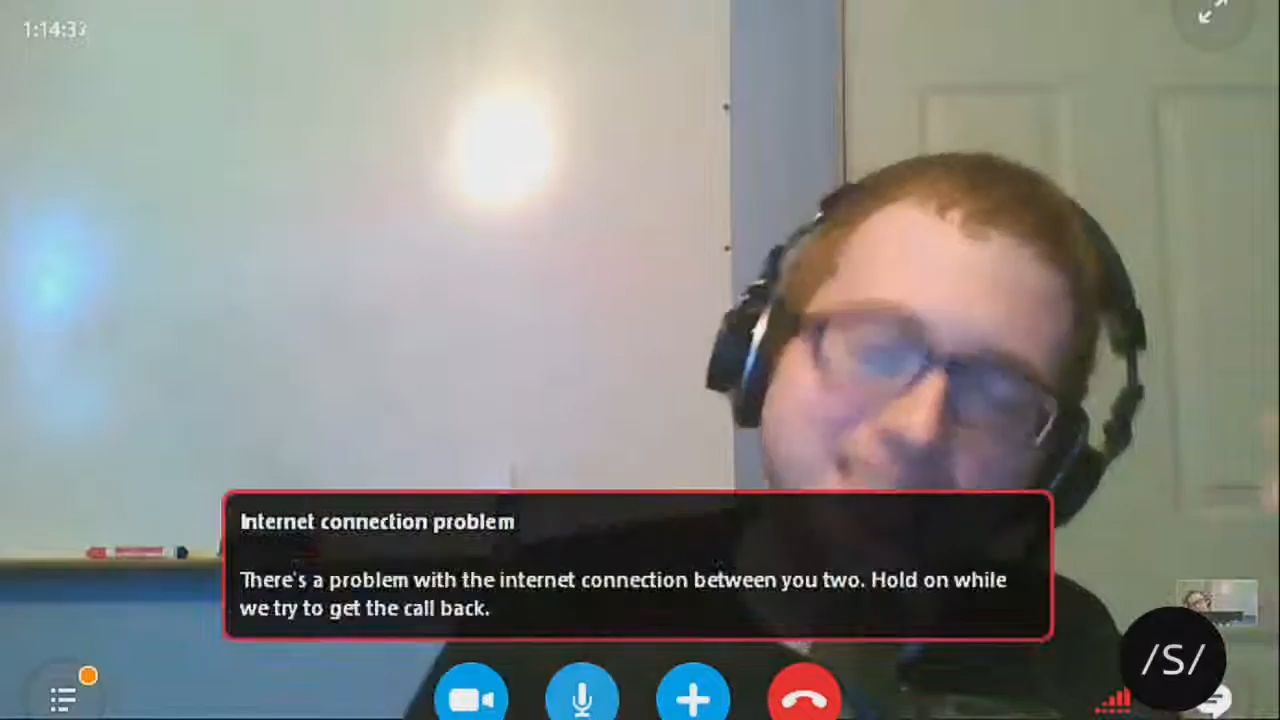 1:14:33
Internet connection problem
There's a problem with the internet connection between you two. Hold on while
we try to get the call back.
/S/